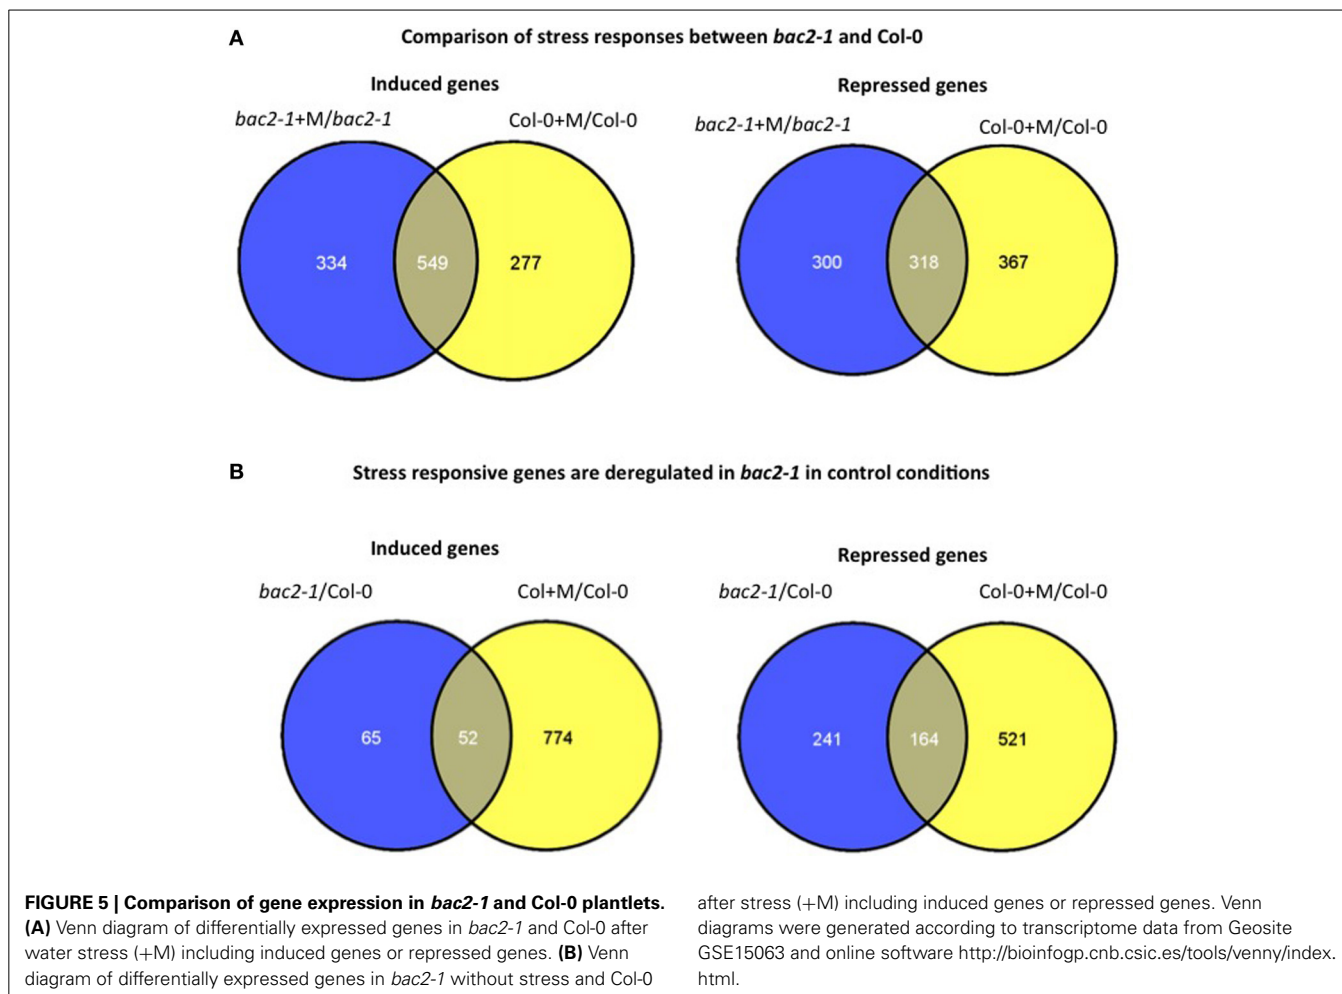 A
Comparison of stress responses between bac2-1 and Col-0
Induced genes
bac2-1+M/bac2-1
Col-0+M/Col-0
334
549
277
Repressed genes
bac2-1+M/bac2-1
Col-0+M/Col-0
300
318
367
B
Stress responsive genes are deregulated in bac2-1 in control conditions
Induced genes
bac2-1/Col-0
Col+M/Col-0
65
52
774
Repressed genes
bac2-1/Col-0
Col-0+M/Col-0
241
164
521
FIGURE 5 | Comparison of gene expression in bac2-1 and Col-0 plantlets.
(A) Venn diagram of differentially expressed genes in bac2-1 and Col-0 after
water stress (+M) including induced genes or repressed genes. (B) Venn
diagram of differentially expressed genes in bac2-1 without stress and Col-0
after stress (+M) including induced genes or repressed genes. Venn
diagrams were generated according to transcriptome data from Geosite
GSE15063 and online software http://bioinfogp.cnb.csic.es/tools/venny/index.
html.